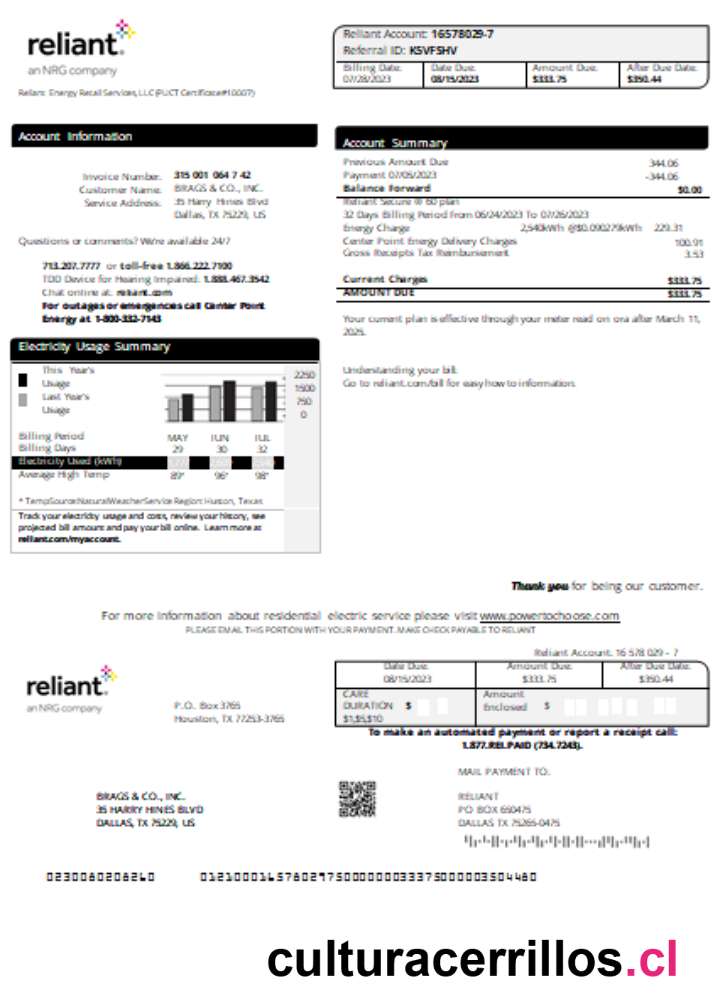 reliant.
an NRG company
Reliant Energy Recall Services, LLC (PUCT Certificase#10007)
Reliant Account: 16578029-7
Referral ID: K5VF5HV
Billing Date: Date Due: Amount Due: After Due Date:
07/28/2023 08/15/2023 $333.75 $350.44
Account Information
Invoice Number: 315 001 064 7 42
Customer Name: BRAGS & CO., INC.
Service Address: 35 Harry Hines Blvd
Dallas, TX 75229, US
Questions or comments? We're available 24/7
713.207.7777 or toll-free 1.866.222.7100
TDD Device for Hearing Impaired: 1.888.467.3542
Chat online at: reliant.com
For outages or emergences call Center Point
Energy at 1-800-332-7143
Account Summary
Previous Amount Due 344.06
Payment 07/05/2023 -344.06
Balance Forward $0.00
Reliant Secure @ 60 plan
32 Days Billing Period From 06/24/2023 To 07/26/2023
Energy Charge 2,540kWh @$0.090279kWh 229.31
Center Point Energy Delivery Charges 100.91
Gross Receipts Tax Reimbursement 3.53
Current Charges $333.75
AMOUNT DUE $333.75
Your current plan is effective through your meter read on ora after March 11,
2025.
Understanding your bill:
Go to reliant.com/bill for easy how to information.
Electricity Usage Summary
This Year's
Usage
Last Year's
Usage
2250
1500
750
0
Billing Period MAY JUN JUL
Billing Days 29 30 32
Electricity Used (kWh)
Average High Temp 89° 96° 98°
* TempSourceNaturalWeatherService Region: Huston, Texas
Track your electricity usage and costs, review your history, see
projected bill amount and pay your bill online. Learn more at
reliant.com/myaccount.
Thank you for being our customer.
For more information about residential electric service please visit www.powertochoose.com
PLEASE EMAIL THIS PORTION WITH YOUR PAYMENT. MAKE CHECK PAYABLE TO RELIANT
Reliant Account: 16 578 029 - 7
reliant.
an NRG company
P.O. Box 3765
Houston, TX 77253-3765
Date Due: Amount Due: After Due Date:
08/15/2023 $333.75 $350.44
CARE
DURATION $
$1,$5,$10
Amount
Enclosed $
To make an automated payment or report a receipt call:
1.877.REI.PAID (734.7243).
MAIL PAYMENT TO:
BRAGS & CO., INC.
35 HARRY HINES BLVD
DALLAS, TX 75229, US
RELIANT
PO BOX 650475
DALLAS TX 75265-0475
0230060208260 012100016578029750000000333750000035044​80
culturacerrillos.cl